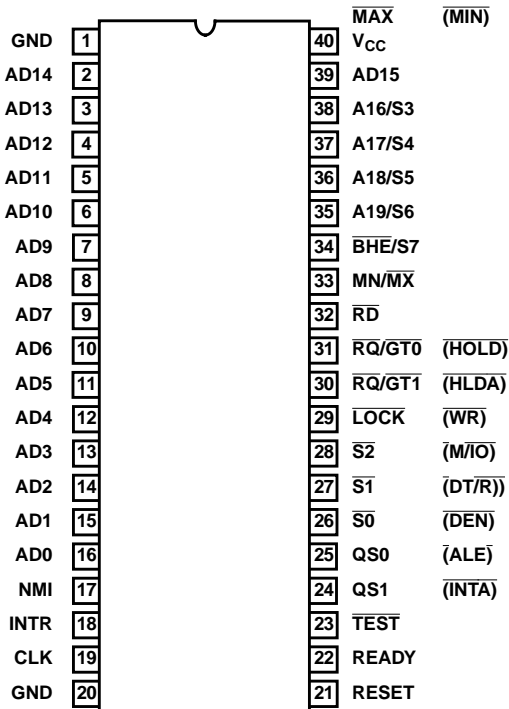 MAX (MIN)
GND 1 40 VCC
AD14 2 39 AD15
AD13 3 38 A16/S3
AD12 4 37 A17/S4
AD11 5 36 A18/S5
AD10 6 35 A19/S6
AD9 7 34 BHE/S7
AD8 8 33 MN/MX
AD7 9 32 RD
AD6 10 31 RQ/GT0 (HOLD)
AD5 11 30 RQ/GT1 (HLDA)
AD4 12 29 LOCK (WR)
AD3 13 28 S2 (M/IO)
AD2 14 27 S1 (DT/R))
AD1 15 26 S0 (DEN)
AD0 16 25 QS0 (ALE)
NMI 17 24 QS1 (INTA)
INTR 18 23 TEST
CLK 19 22 READY
GND 20 21 RESET